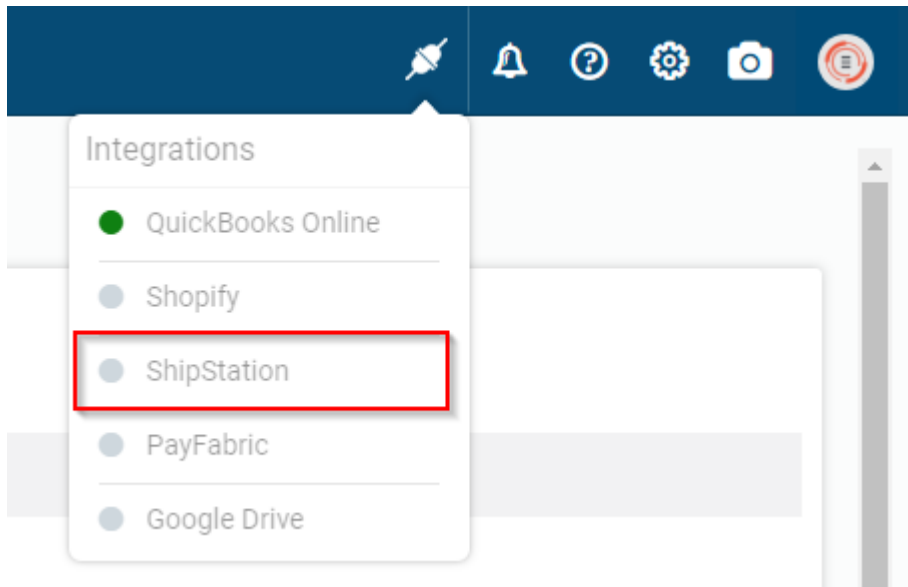 Integrations
QuickBooks Online
Shopify
ShipStation
PayFabric
Google Drive